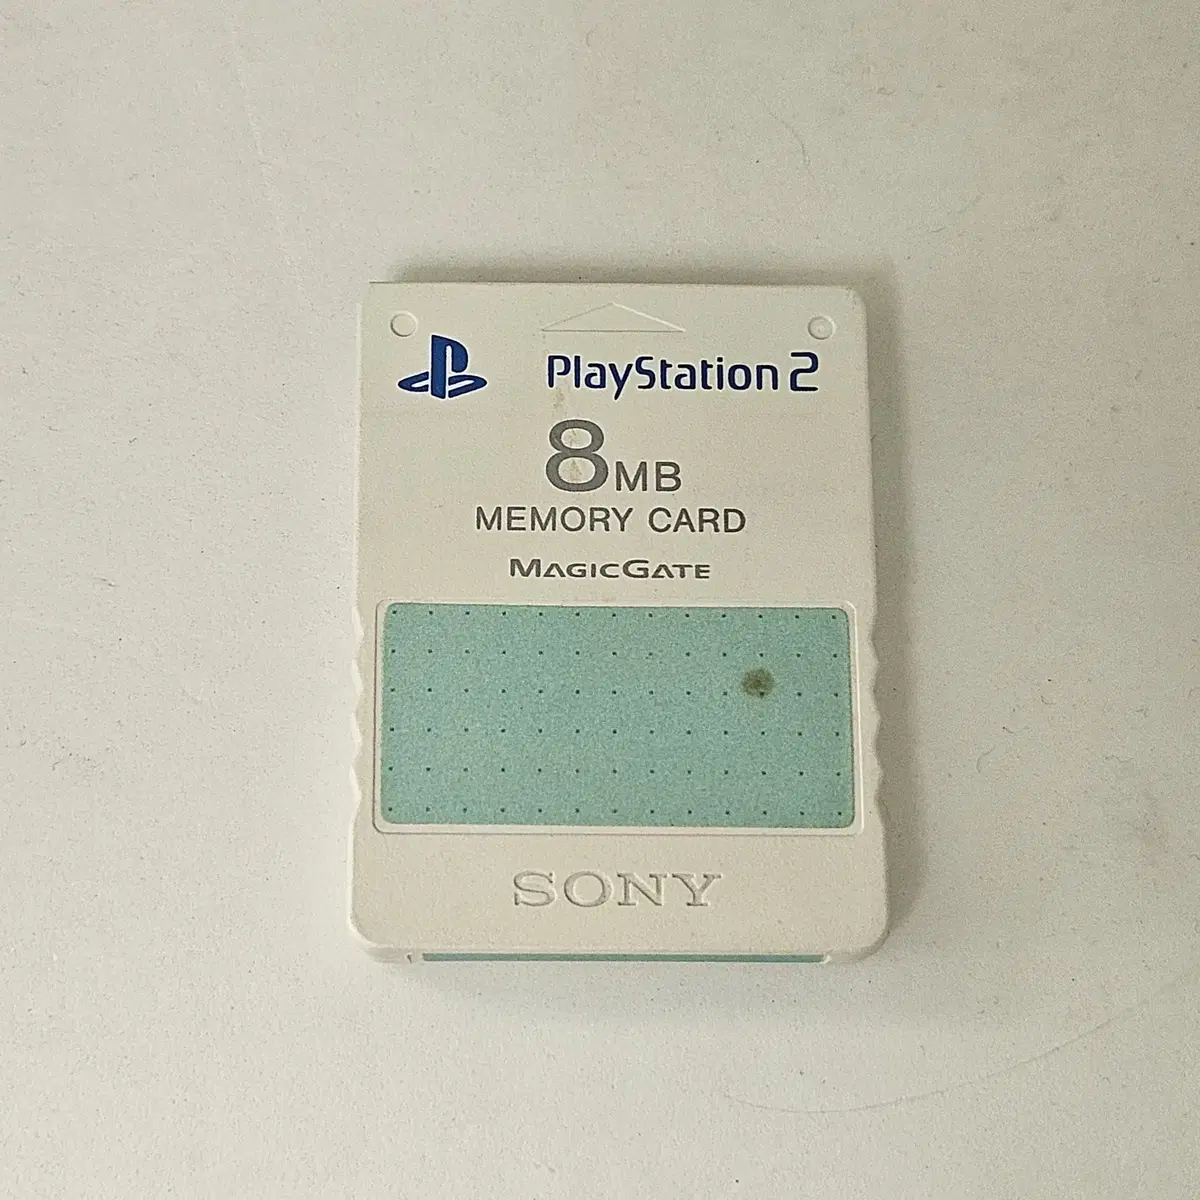 PlayStation 2
8MB
MEMORY CARD
MAGICGATE
SONY